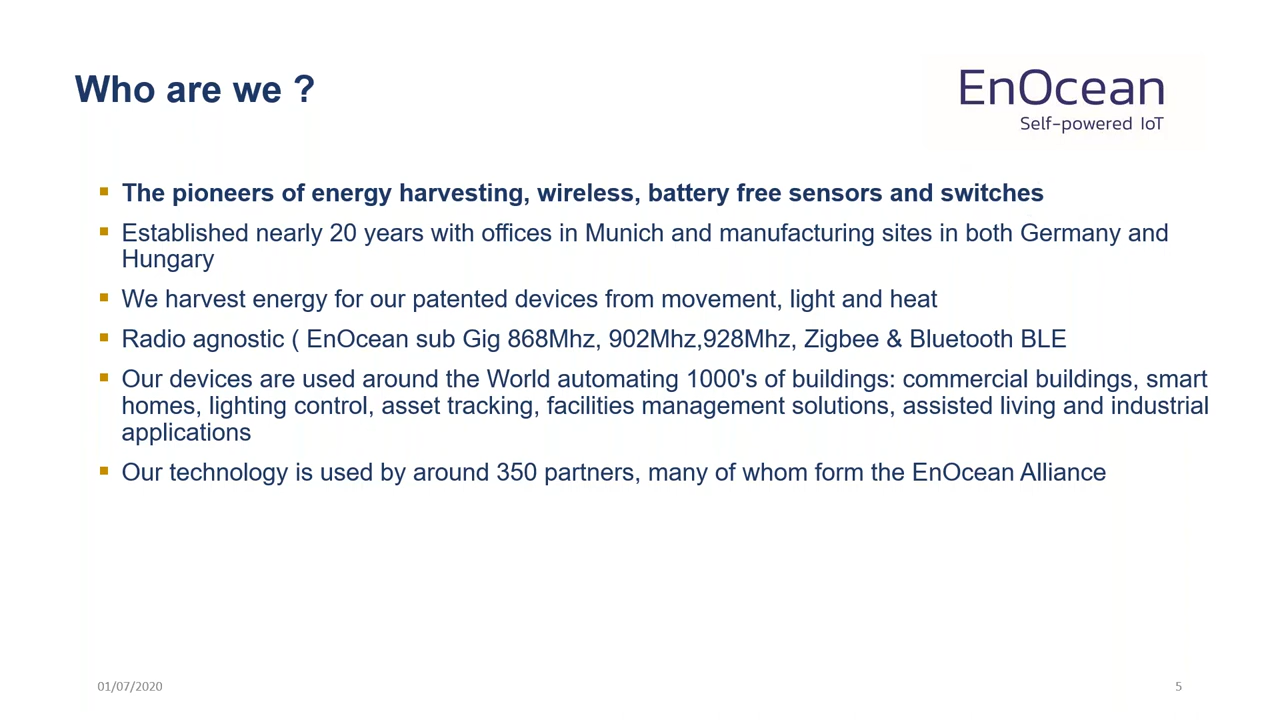 Who are we ?
EnOcean
Self-powered IoT
The pioneers of energy harvesting, wireless, battery free sensors and switches
Established nearly 20 years with offices in Munich and manufacturing sites in both Germany and
Hungary
We harvest energy for our patented devices from movement, light and heat
Radio agnostic ( EnOcean sub Gig 868Mhz, 902Mhz,928Mhz, Zigbee & Bluetooth BLE
Our devices are used around the World automating 1000's of buildings: commercial buildings, smart
homes, lighting control, asset tracking, facilities management solutions, assisted living and industrial
applications
Our technology is used by around 350 partners, many of whom form the EnOcean Alliance
01/07/2020
5